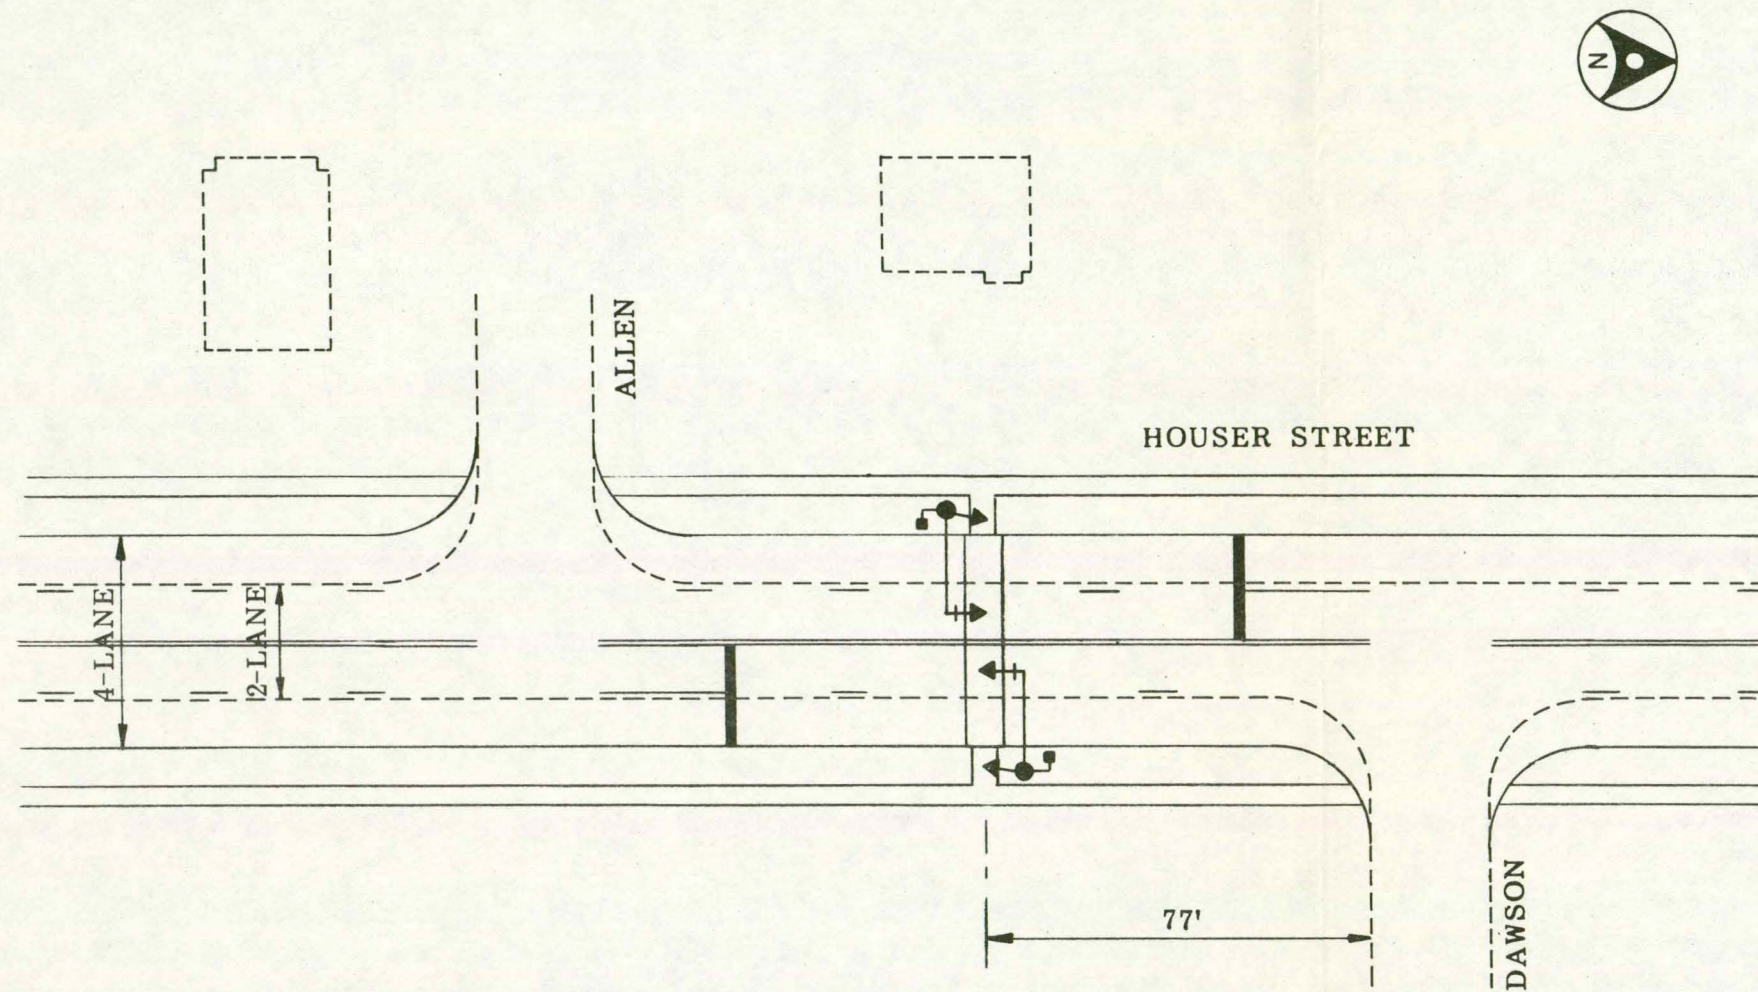 N
ALLEN
HOUSER STREET
4-LANE
2-LANE
77'
DAWSON